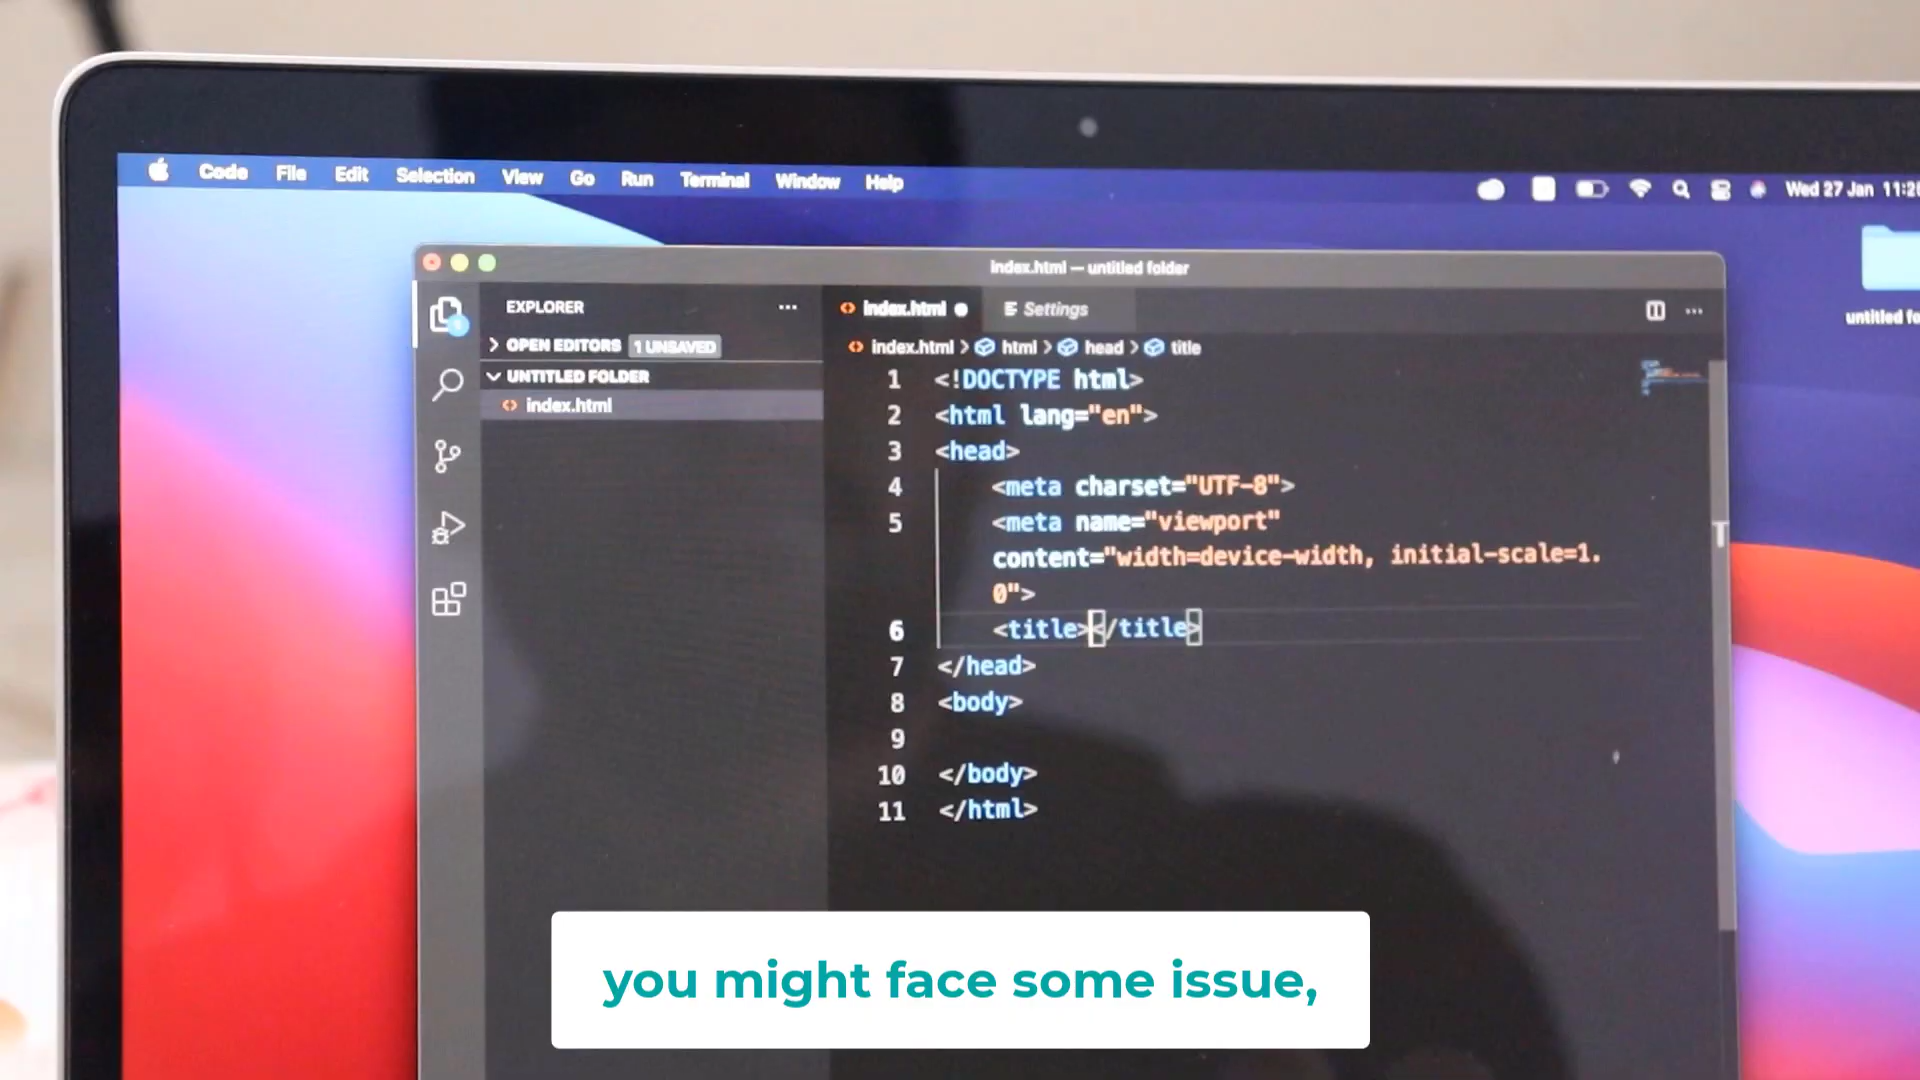 Code File Edit Selection View Go Run Terminal Window Help
Wed 27 Jan 11:2
index.html — untitled folder
untitled fo
EXPLORER
OPEN EDITORS 1 UNSAVED
UNTITLED FOLDER
index.html
index.html Settings
index.html > html > head > title
1 <!DOCTYPE html>
2 <html lang="en">
3 <head>
4 <meta charset="UTF-8">
5 <meta name="viewport"
content="width=device-width, initial-scale=1.
0">
6 <title></title>
7 </head>
8 <body>
9
10 </body>
11 </html>
you might face some issue,